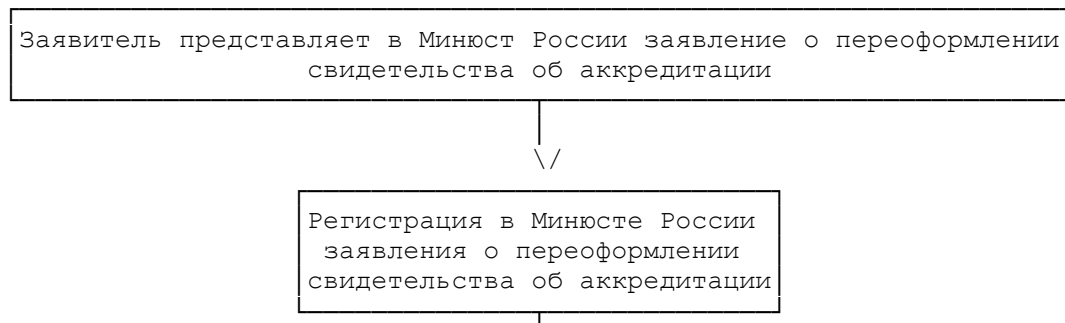 Заявитель представляет в Минюст России заявление о переоформлении
свидетельства об аккредитации
Регистрация в Минюсте России
заявления о переоформлении
свидетельства об аккредитации